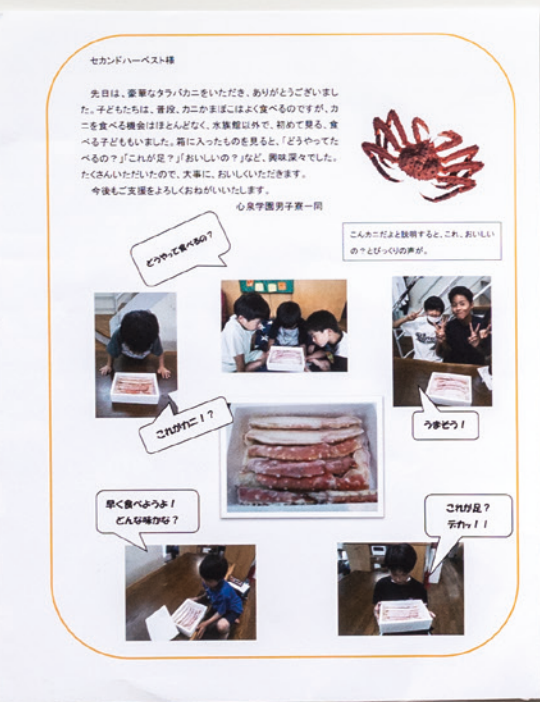 セカンドハーベスト様
先日は、豪華なタラバカニをいただき、ありがとうございまし
た。子どもたちは、普段、カニかまぼこはよく食べるのですが、カ
ニを食べる機会はほとんどなく、水族館以外で、初めて見る、食
べる子どももいました。箱に入ったものを見ると、「どうやってた
べるの?」「これが足?」「おいしいの?」など、興味深々でした。
たくさんいただいたので、大事に、おいしくいただきます。
今後もご支援をよろしくおねがいいたします。
心泉学園男子寮一同
こんカニだよと説明すると、これ、おいしい
の?とびっくりの声が。
どうやって食べるの?
これがカニ!?
うまそう!
早く食べようよ!
どんな味かな?
これが足?
デカッ!!